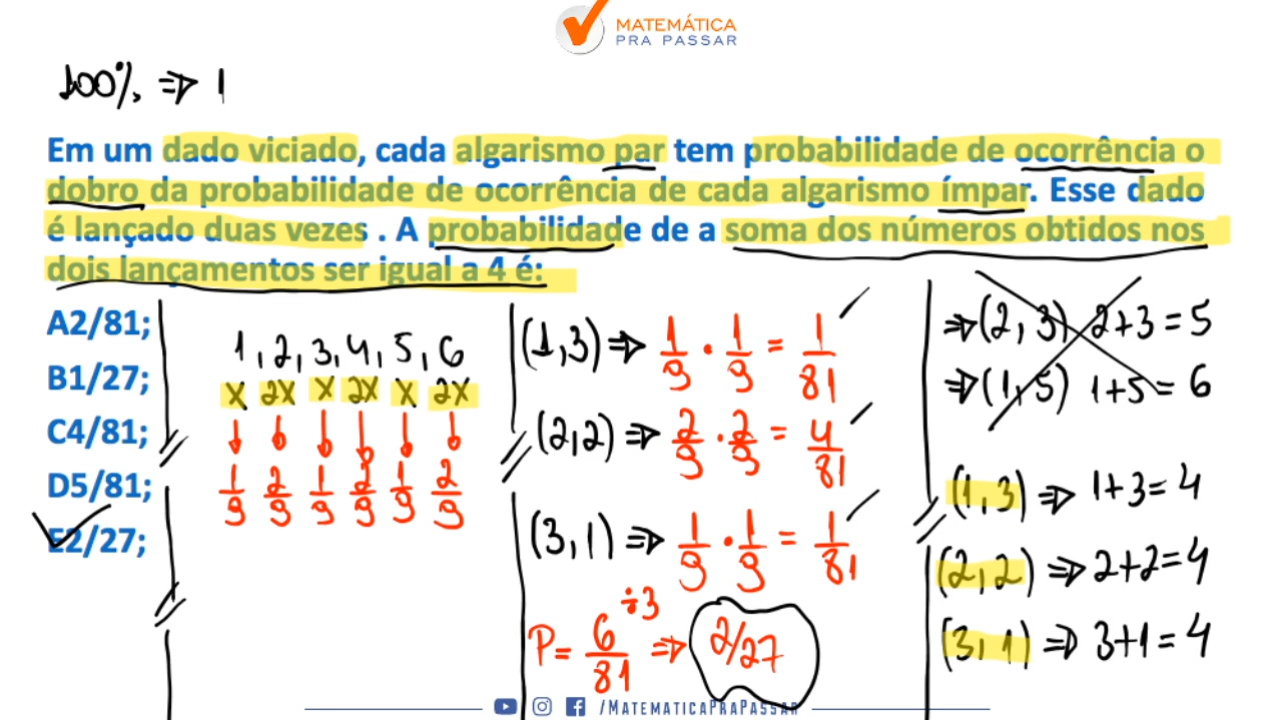 MATEMÁTICA
PRA PASSAR
100% ⇒ 1
Em um dado viciado, cada algarismo par tem probabilidade de ocorrência o
dobro da probabilidade de ocorrência de cada algarismo ímpar. Esse dado
é lançado duas vezes . A probabilidade de a soma dos números obtidos nos
dois lançamentos ser igual a 4 é:
A2/81;
B1/27;
C4/81;
D5/81;
E2/27;
1, 2, 3, 4, 5, 6
x 2x x 2x x 2x
1/9 2/9 1/9 2/9 1/9 2/9
(1,3) ⇒ 1/9 · 1/9 = 1/81
(2,2) ⇒ 2/9 · 2/9 = 4/81
(3,1) ⇒ 1/9 · 1/9 = 1/81
P = 6/81 ÷3 ⇒ 2/27
⇒ (2, 3) 2+3=5
⇒ (1, 5) 1+5=6
(1,3) ⇒ 1+3=4
(2,2) ⇒ 2+2=4
(3,1) ⇒ 3+1=4
/MATEMATICAPRAPASSAR